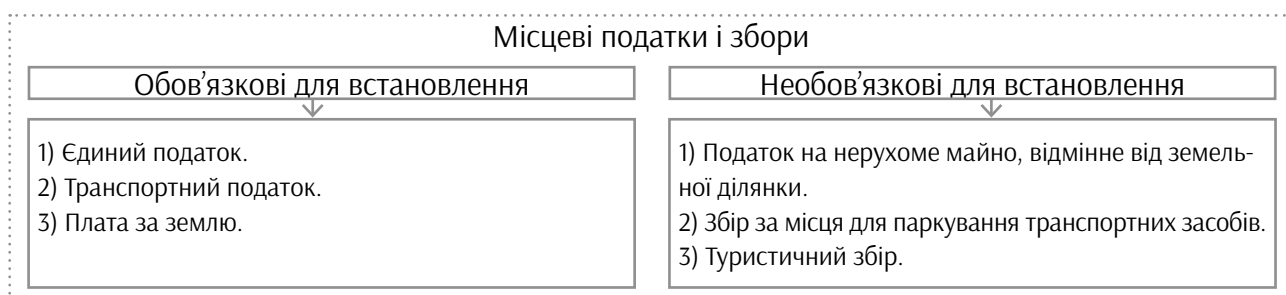 Місцеві податки і збори
Обов’язкові для встановлення
1) Єдиний податок.
2) Транспортний податок.
3) Плата за землю.
Необов’язкові для встановлення
1) Податок на нерухоме майно, відмінне від земель-
ної ділянки.
2) Збір за місця для паркування транспортних засобів.
3) Туристичний збір.